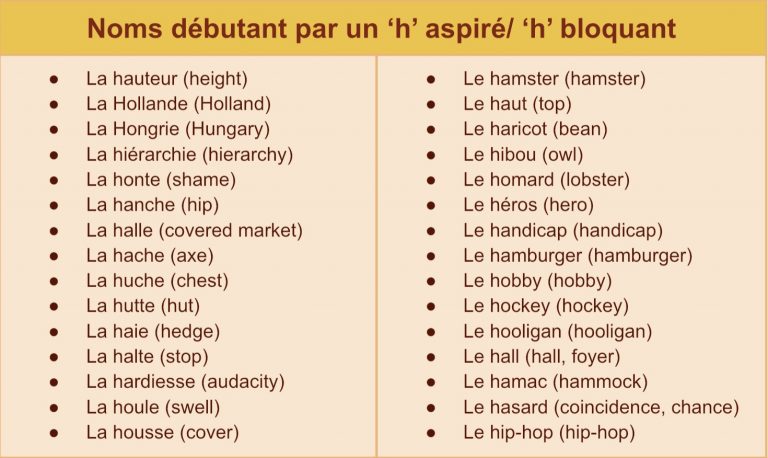 Noms débutant par un ‘h’ aspiré/ ‘h’ bloquant
● La hauteur (height)
● La Hollande (Holland)
● La Hongrie (Hungary)
● La hiérarchie (hierarchy)
● La honte (shame)
● La hanche (hip)
● La halle (covered market)
● La hache (axe)
● La huche (chest)
● La hutte (hut)
● La haie (hedge)
● La halte (stop)
● La hardiesse (audacity)
● La houle (swell)
● La housse (cover)
● Le hamster (hamster)
● Le haut (top)
● Le haricot (bean)
● Le hibou (owl)
● Le homard (lobster)
● Le héros (hero)
● Le handicap (handicap)
● Le hamburger (hamburger)
● Le hobby (hobby)
● Le hockey (hockey)
● Le hooligan (hooligan)
● Le hall (hall, foyer)
● Le hamac (hammock)
● Le hasard (coincidence, chance)
● Le hip-hop (hip-hop)